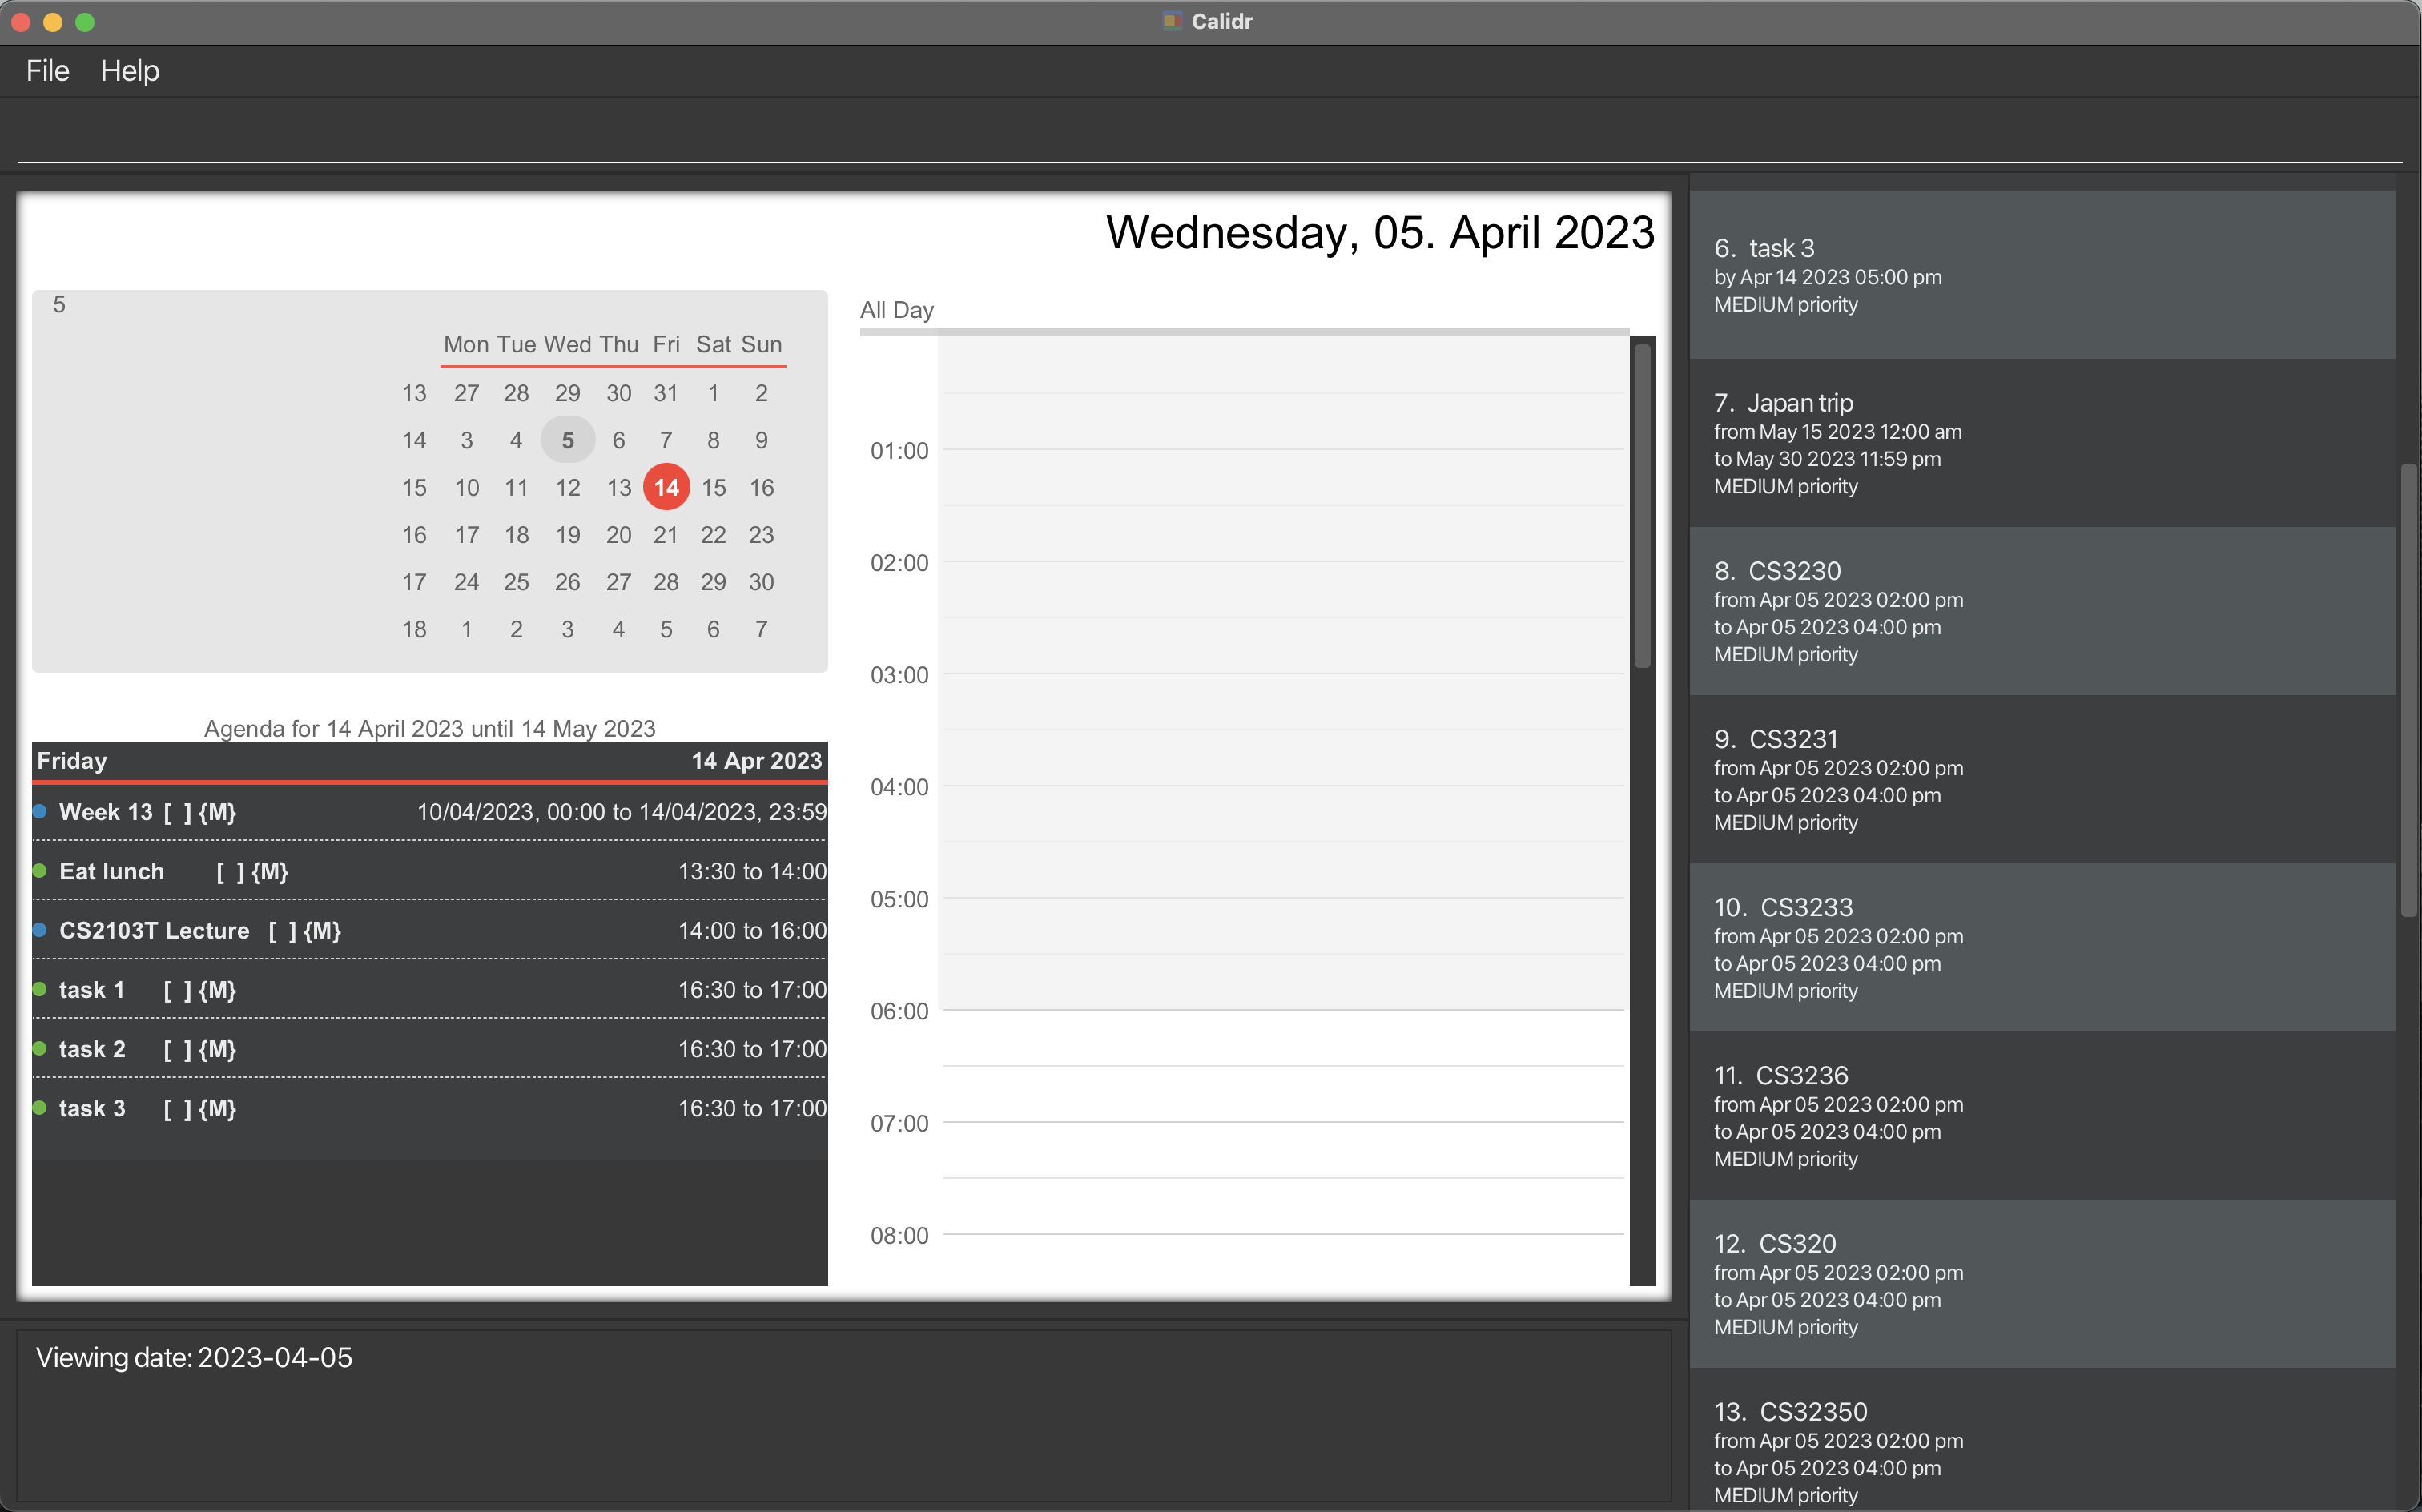 Calidr
File Help
Wednesday, 05. April 2023
5
Mon Tue Wed Thu Fri Sat Sun
13 27 28 29 30 31 1 2
14 3 4 5 6 7 8 9
15 10 11 12 13 14 15 16
16 17 18 19 20 21 22 23
17 24 25 26 27 28 29 30
18 1 2 3 4 5 6 7
Agenda for 14 April 2023 until 14 May 2023
Friday 14 Apr 2023
Week 13 [ ] {M} 10/04/2023, 00:00 to 14/04/2023, 23:59
Eat lunch [ ] {M} 13:30 to 14:00
CS2103T Lecture [ ] {M} 14:00 to 16:00
task 1 [ ] {M} 16:30 to 17:00
task 2 [ ] {M} 16:30 to 17:00
task 3 [ ] {M} 16:30 to 17:00
All Day
01:00
02:00
03:00
04:00
05:00
06:00
07:00
08:00
Viewing date: 2023-04-05
6. task 3
by Apr 14 2023 05:00 pm
MEDIUM priority
7. Japan trip
from May 15 2023 12:00 am
to May 30 2023 11:59 pm
MEDIUM priority
8. CS3230
from Apr 05 2023 02:00 pm
to Apr 05 2023 04:00 pm
MEDIUM priority
9. CS3231
from Apr 05 2023 02:00 pm
to Apr 05 2023 04:00 pm
MEDIUM priority
10. CS3233
from Apr 05 2023 02:00 pm
to Apr 05 2023 04:00 pm
MEDIUM priority
11. CS3236
from Apr 05 2023 02:00 pm
to Apr 05 2023 04:00 pm
MEDIUM priority
12. CS320
from Apr 05 2023 02:00 pm
to Apr 05 2023 04:00 pm
MEDIUM priority
13. CS32350
from Apr 05 2023 02:00 pm
to Apr 05 2023 04:00 pm
MEDIUM priority